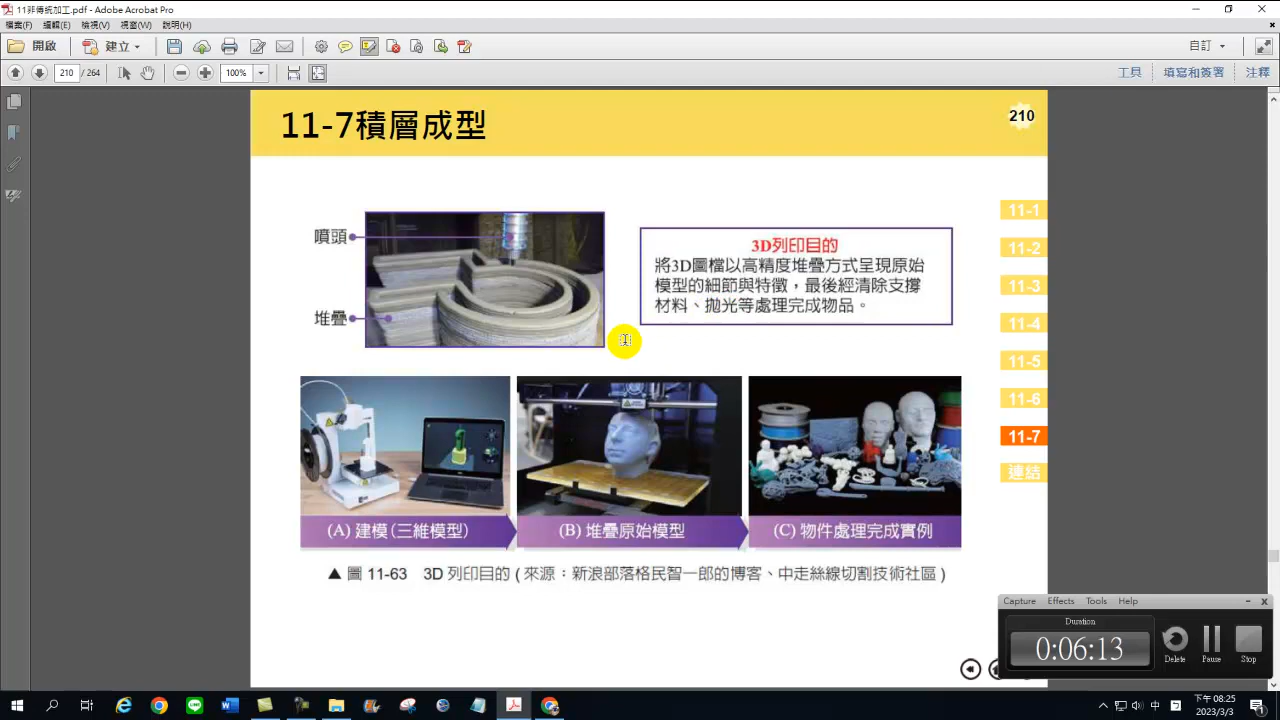 11非傳統加工.pdf - Adobe Acrobat Pro
檔案(F) 編輯(E) 檢視(V) 視窗(W) 說明(H)
開啟 建立 自訂
210 / 264 100% 工具 填寫和簽署 注釋
11-7積層成型
210
噴頭
堆疊
3D列印目的
將3D圖檔以高精度堆疊方式呈現原始
模型的細節與特徵，最後經清除支撐
材料、拋光等處理完成物品。
11-1
11-2
11-3
11-4
11-5
11-6
11-7
連結
(A) 建模(三維模型)
(B) 堆疊原始模型
(C) 物件處理完成實例
▲ 圖 11-63 3D 列印目的 ( 來源：新浪部落格民智一郎的博客、中走絲線切割技術社區 )
Capture Effects Tools Help
Duration
0:06:13
Delete Pause Stop
中
下午 08:25
2023/3/3